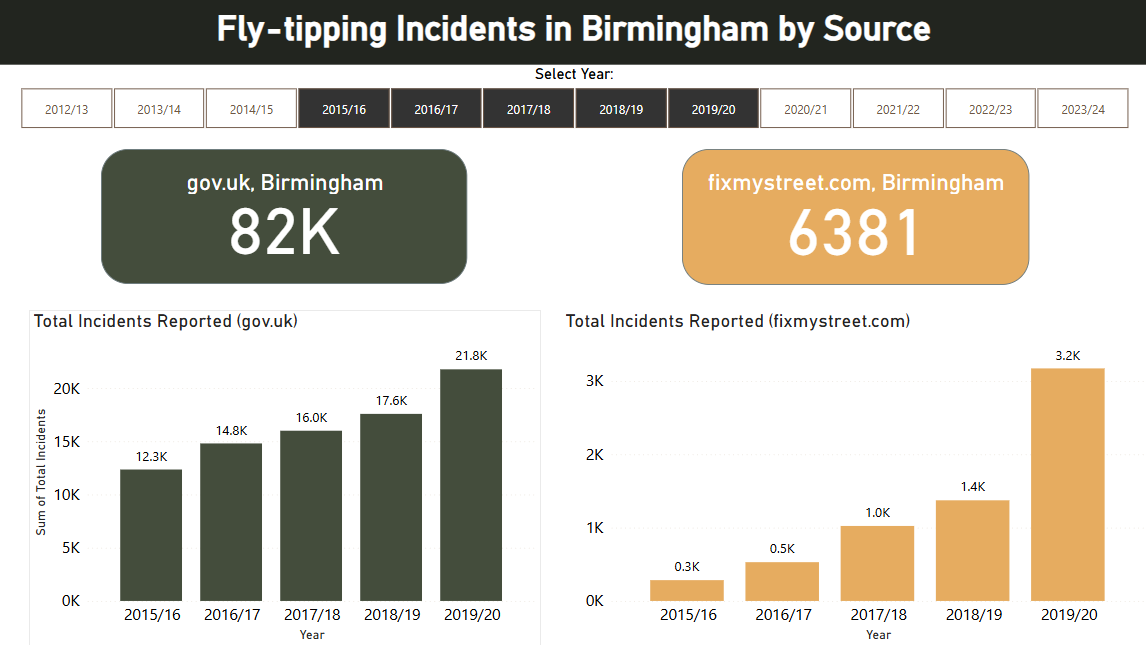 Fly-tipping Incidents in Birmingham by Source
Select Year:
2012/13 2013/14 2014/15 2015/16 2016/17 2017/18 2018/19 2019/20 2020/21 2021/22 2022/23 2023/24
gov.uk, Birmingham
82K
fixmystreet.com, Birmingham
6381
Total Incidents Reported (gov.uk)
Sum of Total Incidents
20K
15K
10K
5K
0K
12.3K
14.8K
16.0K
17.6K
21.8K
2015/16 2016/17 2017/18 2018/19 2019/20
Year
Total Incidents Reported (fixmystreet.com)
3K
2K
1K
0K
0.3K
0.5K
1.0K
1.4K
3.2K
2015/16 2016/17 2017/18 2018/19 2019/20
Year